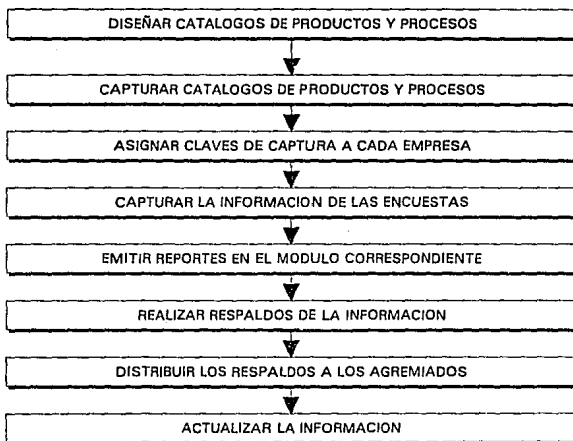 DISEÑAR CATALOGOS DE PRODUCTOS Y PROCESOS
CAPTURAR CATALOGOS DE PRODUCTOS Y PROCESOS
ASIGNAR CLAVES DE CAPTURA A CADA EMPRESA
CAPTURAR LA INFORMACION DE LAS ENCUESTAS
EMITIR REPORTES EN EL MODULO CORRESPONDIENTE
REALIZAR RESPALDOS DE LA INFORMACION
DISTRIBUIR LOS RESPALDOS A LOS AGREMIADOS
ACTUALIZAR LA INFORMACION